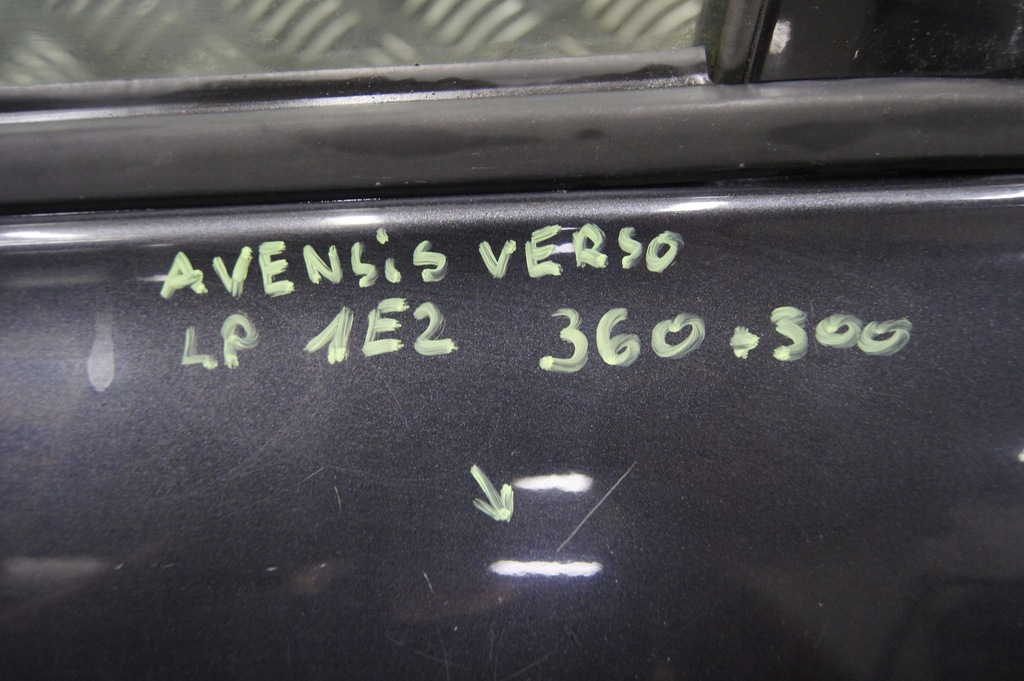 AVENSiS VERSO
LP 1E2 360.-300